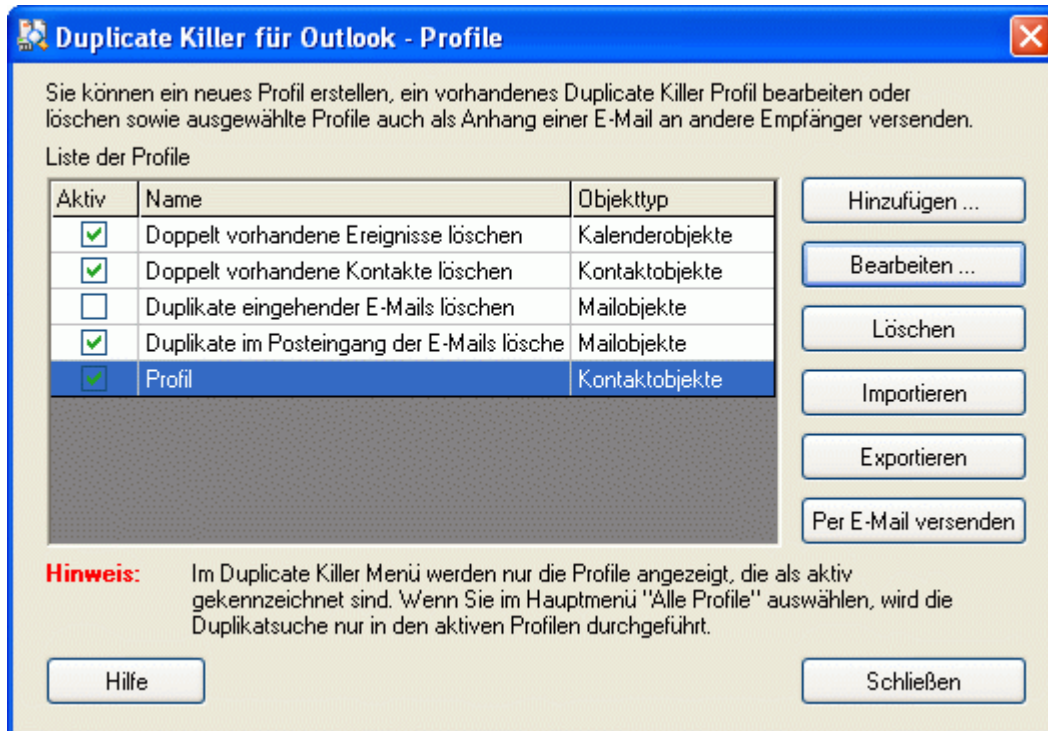 Duplicate Killer für Outlook - Profile
Sie können ein neues Profil erstellen, ein vorhandenes Duplicate Killer Profil bearbeiten oder
löschen sowie ausgewählte Profile auch als Anhang einer E-Mail an andere Empfänger versenden.
Liste der Profile
Aktiv Name Objekttyp
Doppelt vorhandene Ereignisse löschen Kalenderobjekte
Doppelt vorhandene Kontakte löschen Kontaktobjekte
Duplikate eingehender E-Mails löschen Mailobjekte
Duplikate im Posteingang der E-Mails lösche Mailobjekte
Profil Kontaktobjekte
Hinzufügen ...
Bearbeiten ...
Löschen
Importieren
Exportieren
Per E-Mail versenden
Hinweis: Im Duplicate Killer Menü werden nur die Profile angezeigt, die als aktiv
gekennzeichnet sind. Wenn Sie im Hauptmenü "Alle Profile" auswählen, wird die
Duplikatsuche nur in den aktiven Profilen durchgeführt.
Hilfe
Schließen